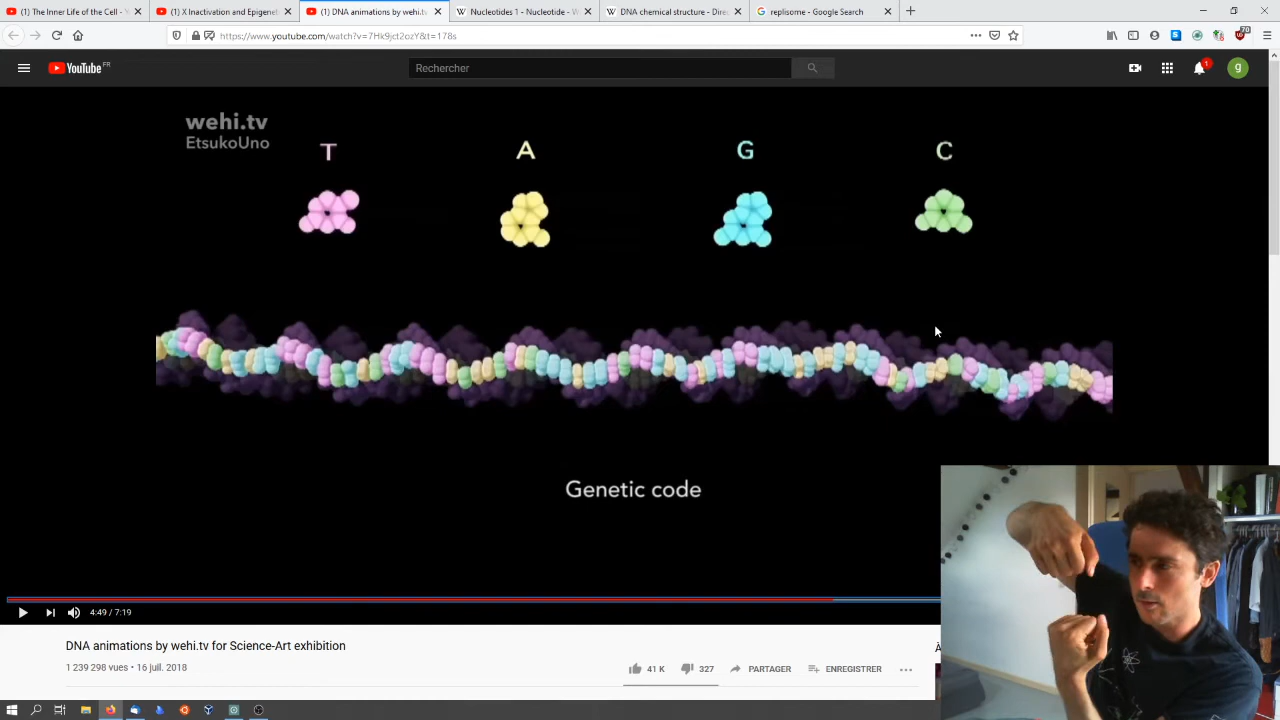 (1) The Inner Life of the Cell - Y
(1) X Inactivation and Epigenet
(1) DNA animations by wehi.tv
Nucleotides 1 - Nucleotide - W
DNA chemical structure - Dire
replisome - Google Search
https://www.youtube.com/watch?v=7Hk9jct2ozY&t=178s
70
YouTube FR
Rechercher
1
g
wehi.tv
EtsukoUno
T A G C
Genetic code
4:49 / 7:19
DNA animations by wehi.tv for Science-Art exhibition
1 239 298 vues • 16 juil. 2018
41 K
327
PARTAGER
ENREGISTRER
À